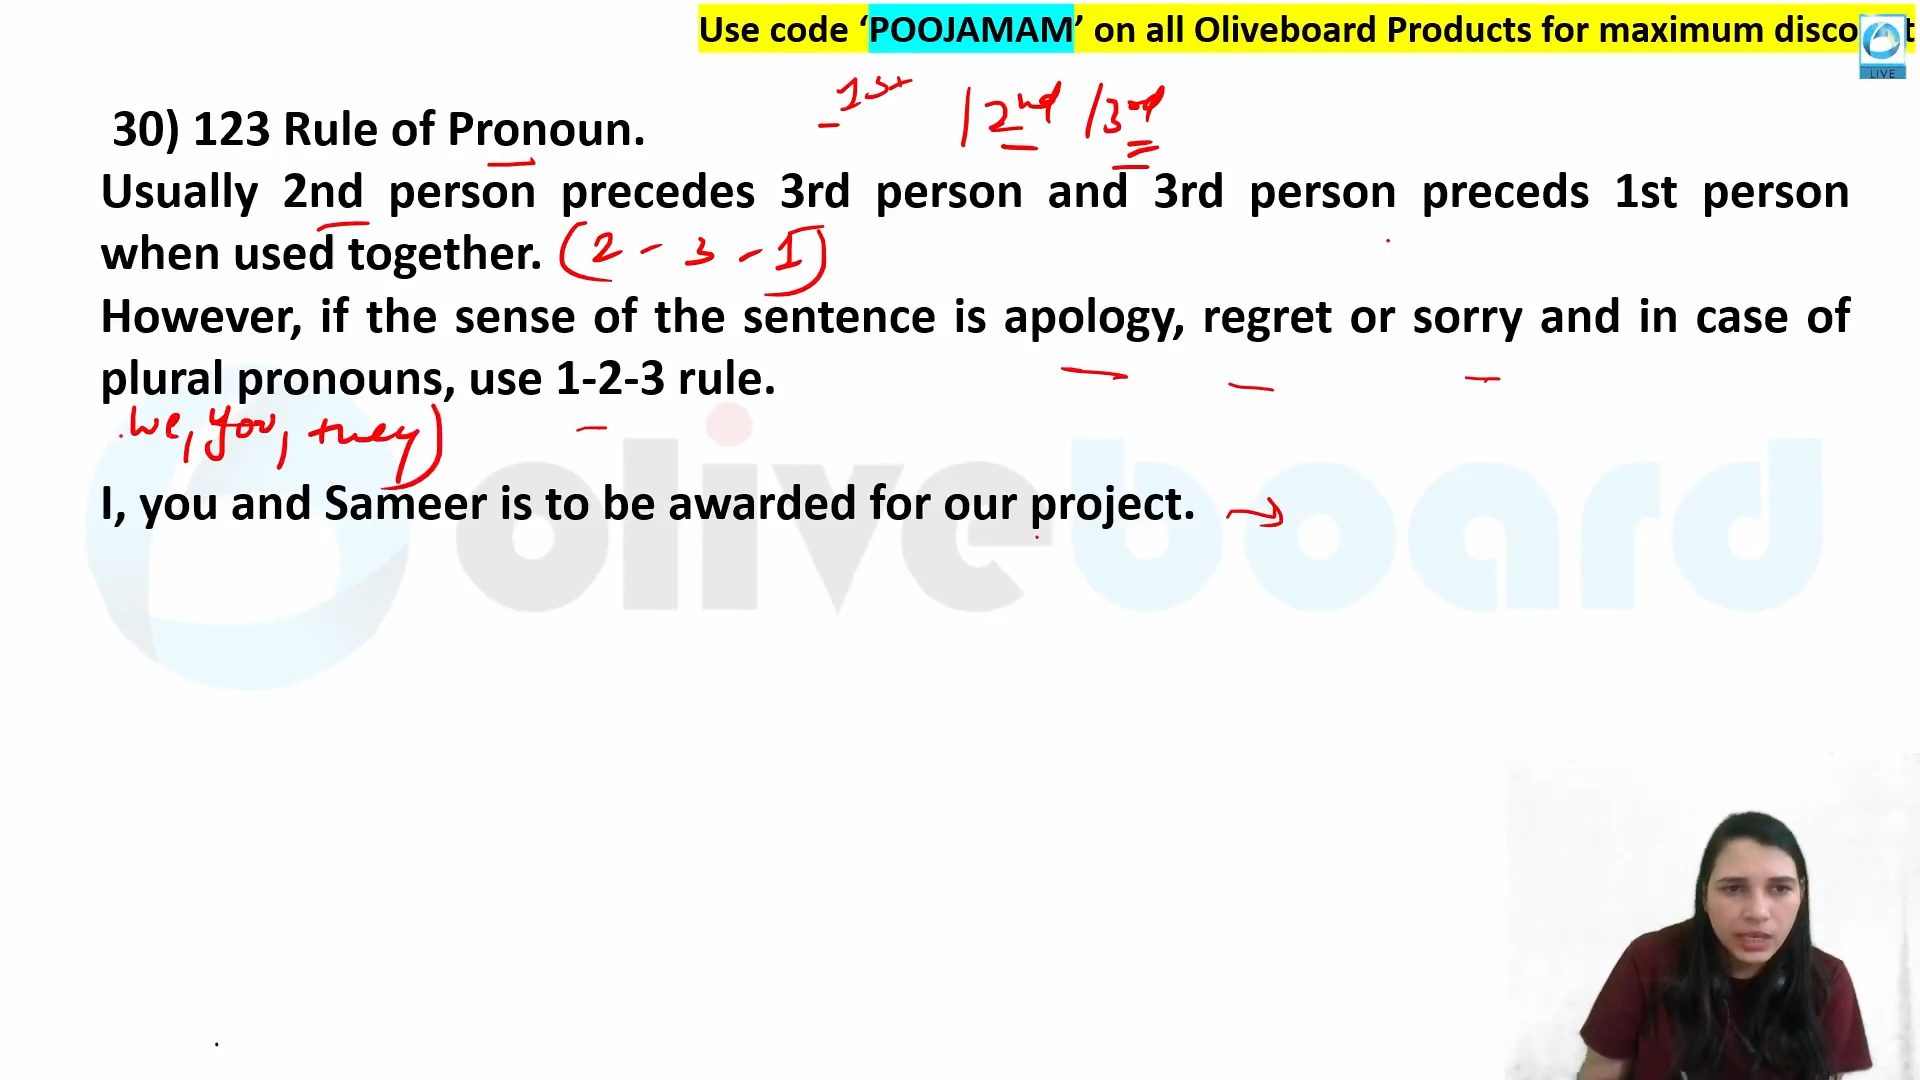 Use code ‘POOJAMAM’ on all Oliveboard Products for maximum disco t
LIVE
1st / 2nd / 3rd
30) 123 Rule of Pronoun.
Usually 2nd person precedes 3rd person and 3rd person preceds 1st person
when used together. (2 - 3 - 1)
However, if the sense of the sentence is apology, regret or sorry and in case of
plural pronouns, use 1-2-3 rule.
we, you, they)
I, you and Sameer is to be awarded for our project.
oliveboard